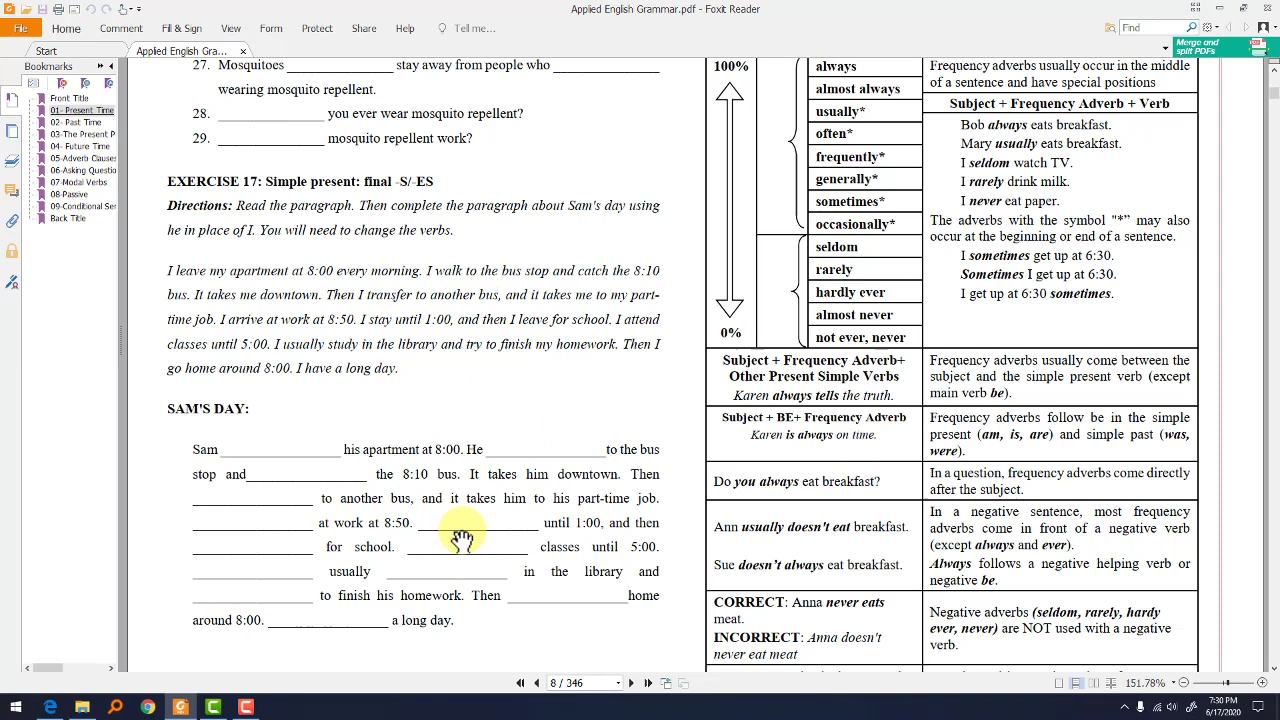 Applied English Grammar.pdf - Foxit Reader
File Home Comment Fill & Sign View Form Protect Share Help Tell me...
Find
Start Applied English Gra...
Merge and split PDFs
Bookmarks
Front Title
01- Present Time
02- Past Time
03-The Present P
04- Future Time
05-Adverb Clause
06-Asking Questio
07-Modal Verbs
08-Passive
09-Conditional Sen
Back Title
27. Mosquitoes ____________ stay away from people who ____________
wearing mosquito repellent.
28. ____________ you ever wear mosquito repellent?
29. ____________ mosquito repellent work?
EXERCISE 17: Simple present: final -S/-ES
Directions: Read the paragraph. Then complete the paragraph about Sam's day using
he in place of I. You will need to change the verbs.
I leave my apartment at 8:00 every morning. I walk to the bus stop and catch the 8:10
bus. It takes me downtown. Then I transfer to another bus, and it takes me to my part-
time job. I arrive at work at 8:50. I stay until 1:00, and then I leave for school. I attend
classes until 5:00. I usually study in the library and try to finish my homework. Then I
go home around 8:00. I have a long day.
SAM'S DAY:
Sam ____________ his apartment at 8:00. He ____________ to the bus
stop and ____________ the 8:10 bus. It takes him downtown. Then
____________ to another bus, and it takes him to his part-time job.
____________ at work at 8:50. ____________ until 1:00, and then
____________ for school. ____________ classes until 5:00.
____________ usually ____________ in the library and
____________ to finish his homework. Then ____________ home
around 8:00. ____________ a long day.
100%
0%
always
almost always
usually*
often*
frequently*
generally*
sometimes*
occasionally*
seldom
rarely
hardly ever
almost never
not ever, never
Frequency adverbs usually occur in the middle
of a sentence and have special positions
Subject + Frequency Adverb + Verb
Bob always eats breakfast.
Mary usually eats breakfast.
I seldom watch TV.
I rarely drink milk.
I never eat paper.
The adverbs with the symbol "*" may also
occur at the beginning or end of a sentence.
I sometimes get up at 6:30.
Sometimes I get up at 6:30.
I get up at 6:30 sometimes.
Subject + Frequency Adverb+
Other Present Simple Verbs
Karen always tells the truth.
Frequency adverbs usually come between the
subject and the simple present verb (except
main verb be).
Subject + BE+ Frequency Adverb
Karen is always on time.
Frequency adverbs follow be in the simple
present (am, is, are) and simple past (was,
were).
Do you always eat breakfast?
In a question, frequency adverbs come directly
after the subject.
Ann usually doesn't eat breakfast.
Sue doesn't always eat breakfast.
In a negative sentence, most frequency
adverbs come in front of a negative verb
(except always and ever).
Always follows a negative helping verb or
negative be.
CORRECT: Anna never eats
meat.
INCORRECT: Anna doesn't
never eat meat
Negative adverbs (seldom, rarely, hardy
ever, never) are NOT used with a negative
verb.
8 / 346
151.78%
7:30 PM
6/17/2020